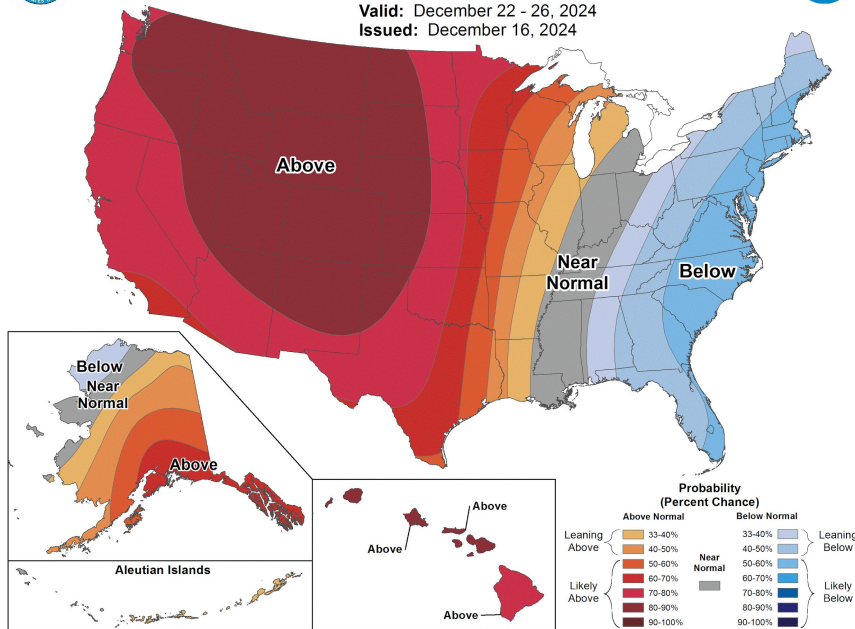 Valid: December 22 - 26, 2024
Issued: December 16, 2024
Above
Near
Normal
Below
Below
Near
Normal
Above
Aleutian Islands
Above
Above
Above
Probability
(Percent Chance)
Above Normal
Below Normal
Leaning
Above
33-40%
40-50%
Likely
Above
50-60%
60-70%
70-80%
80-90%
90-100%
Near
Normal
33-40%
40-50%
Leaning
Below
50-60%
60-70%
70-80%
80-90%
90-100%
Likely
Below